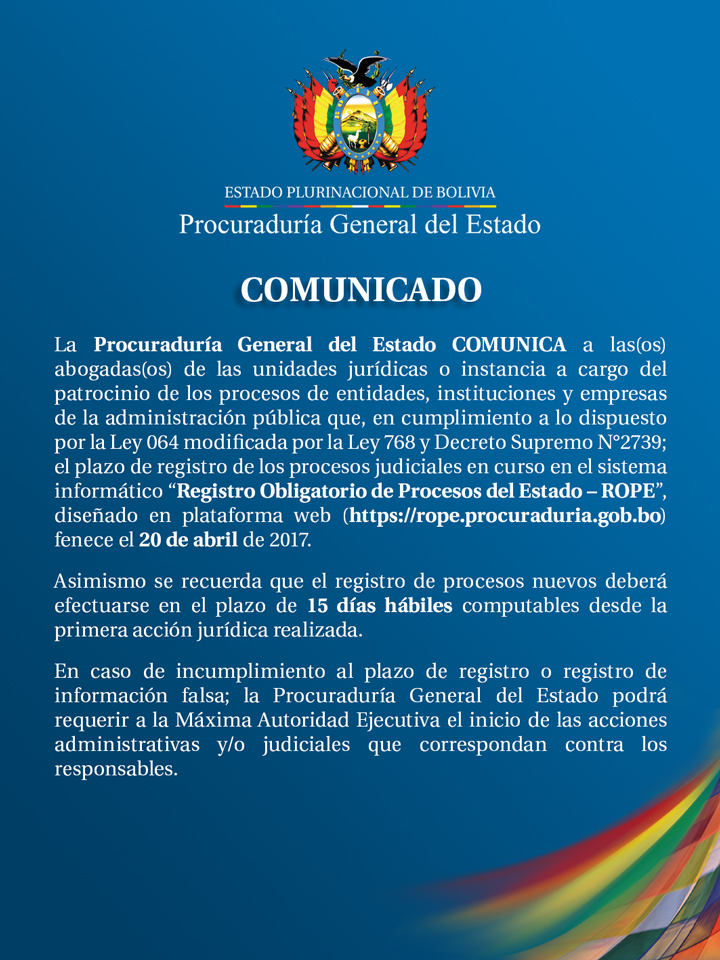 ESTADO PLURINACIONAL DE BOLIVIA
Procuraduría General del Estado
COMUNICADO
La Procuraduría General del Estado COMUNICA a las(os)
abogadas(os) de las unidades jurídicas o instancia a cargo del
patrocinio de los procesos de entidades, instituciones y empresas
de la administración pública que, en cumplimiento a lo dispuesto
por la Ley 064 modificada por la Ley 768 y Decreto Supremo N°2739;
el plazo de registro de los procesos judiciales en curso en el sistema
informático “Registro Obligatorio de Procesos del Estado – ROPE”,
diseñado en plataforma web (https://rope.procuraduria.gob.bo)
fenece el 20 de abril de 2017.
Asimismo se recuerda que el registro de procesos nuevos deberá
efectuarse en el plazo de 15 días hábiles computables desde la
primera acción jurídica realizada.
En caso de incumplimiento al plazo de registro o registro de
información falsa; la Procuraduría General del Estado podrá
requerir a la Máxima Autoridad Ejecutiva el inicio de las acciones
administrativas y/o judiciales que correspondan contra los
responsables.